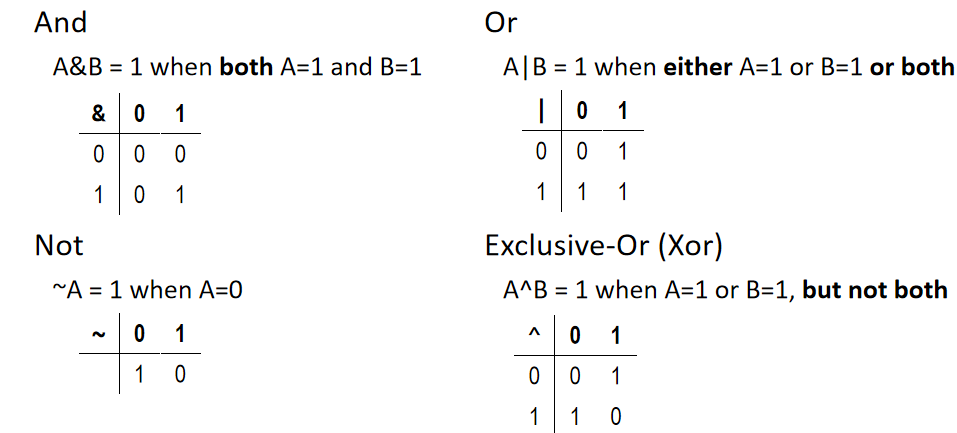 And
A&B = 1 when both A=1 and B=1
& 0 1
0 0 0
1 0 1
Or
A|B = 1 when either A=1 or B=1 or both
| 0 1
0 0 1
1 1 1
Not
~A = 1 when A=0
~ 0 1
1 0
Exclusive-Or (Xor)
A^B = 1 when A=1 or B=1, but not both
^ 0 1
0 0 1
1 1 0